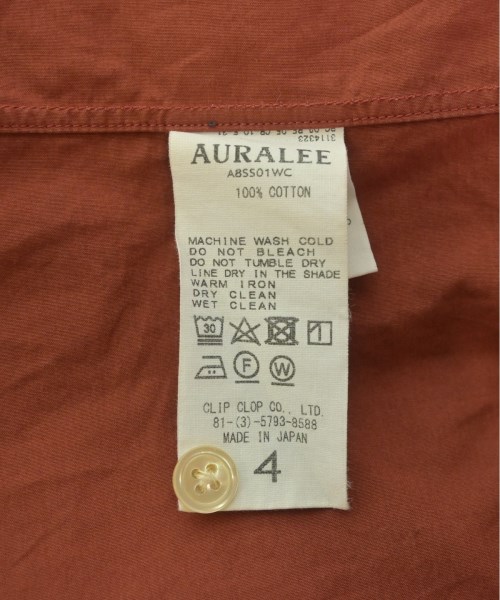 AURALEE
A8SS01WC
100% COTTON
MACHINE WASH COLD
DO NOT BLEACH
DO NOT TUMBLE DRY
LINE DRY IN THE SHADE
WARM IRON
DRY CLEAN
WET CLEAN
30
F
W
CLIP CLOP CO., LTD.
81-(3)-5793-8588
MADE IN JAPAN
4